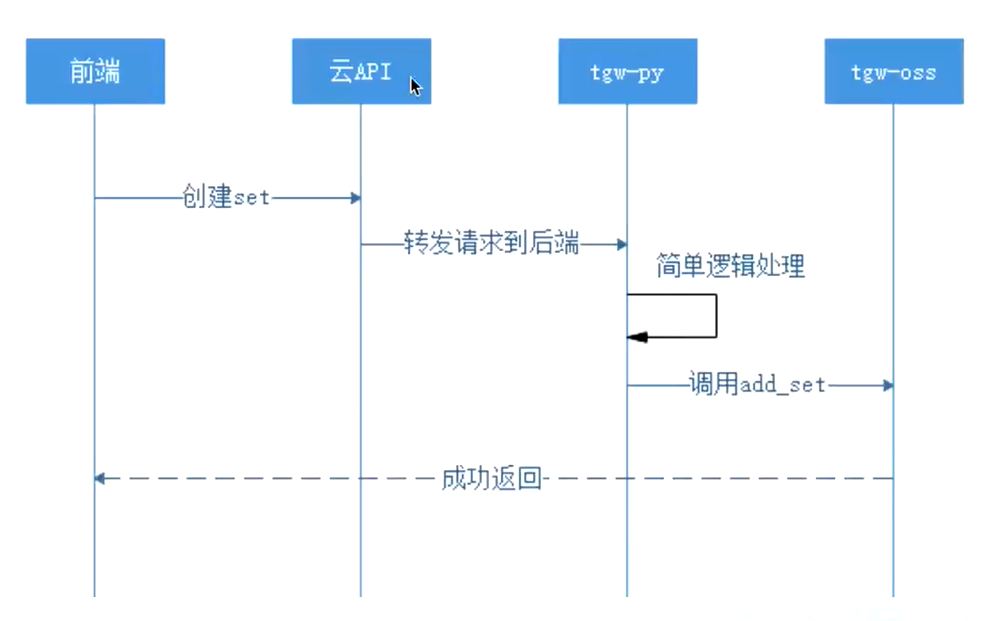 前端
云API
tgw-py
tgw-oss
创建set
转发请求到后端
简单逻辑处理
调用add_set
成功返回